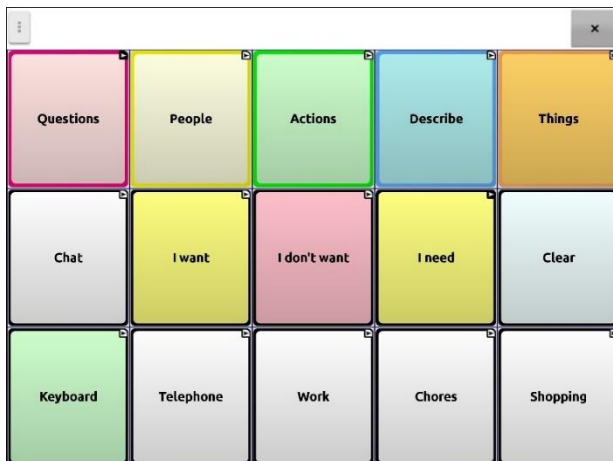 Questions
People
Actions
Describe
Things
Chat
I want
I don't want
I need
Clear
Keyboard
Telephone
Work
Chores
Shopping